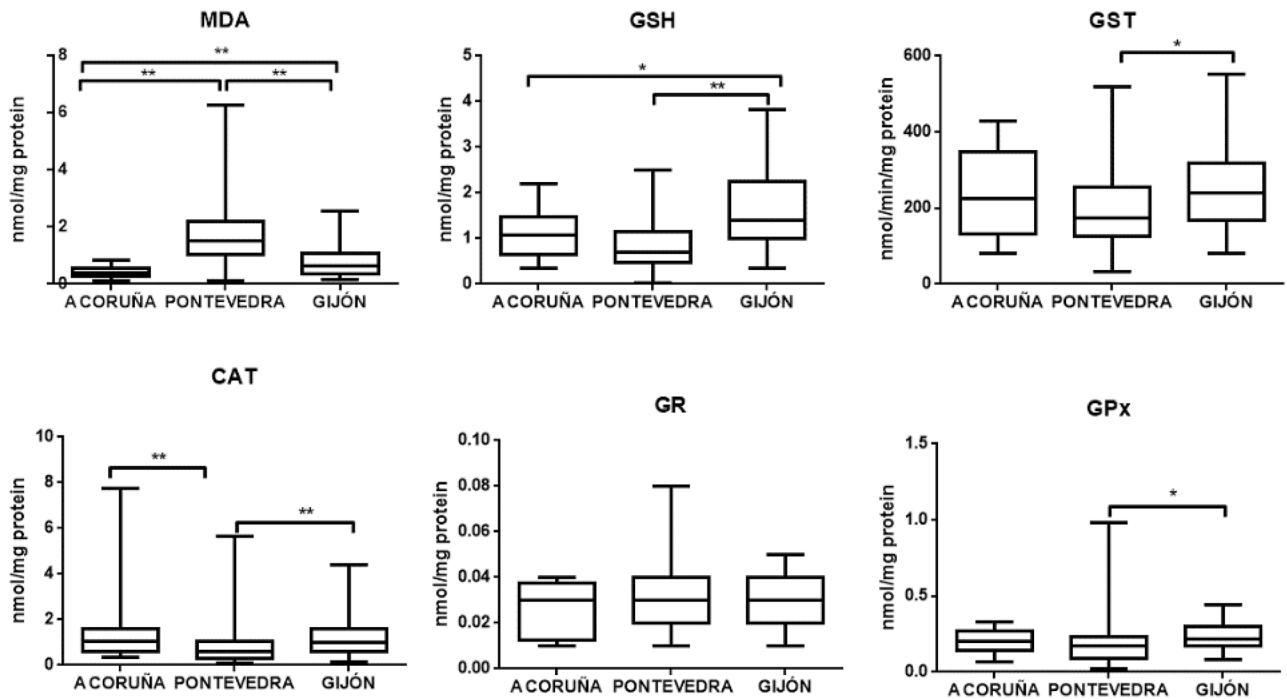 MDA
**
**
**
nmol/mg protein
8
6
4
2
0
A CORUÑA PONTEVEDRA GIJÓN
GSH
*
**
nmol/mg protein
5
4
3
2
1
0
A CORUÑA PONTEVEDRA GIJÓN
GST
*
nmol/min/mg protein
600
400
200
0
A CORUÑA PONTEVEDRA GIJÓN
CAT
**
**
nmol/mg protein
10
8
6
4
2
0
A CORUÑA PONTEVEDRA GIJÓN
GR
nmol/mg protein
0.10
0.08
0.06
0.04
0.02
0.00
A CORUÑA PONTEVEDRA GIJÓN
GPx
*
nmol/mg protein
1.5
1.0
0.5
0.0
A CORUÑA PONTEVEDRA GIJÓN